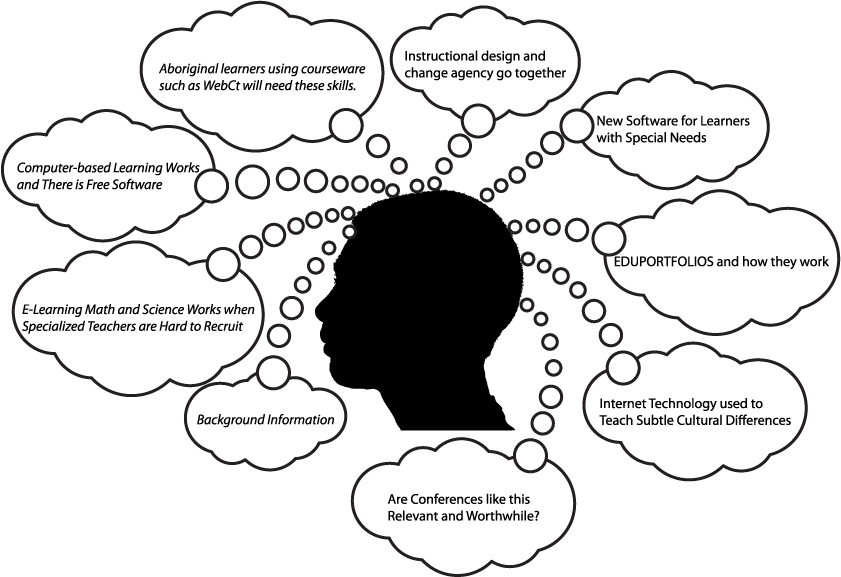 Aboriginal learners using courseware
such as WebCt will need these skills.
Instructional design and
change agency go together
New Software for Learners
with Special Needs
Computer-based Learning Works
and There is Free Software
EDUPORTFOLIOS and how they work
E-Learning Math and Science Works when
Specialized Teachers are Hard to Recruit
Background Information
Internet Technology used to
Teach Subtle Cultural Differences
Are Conferences like this
Relevant and Worthwhile?